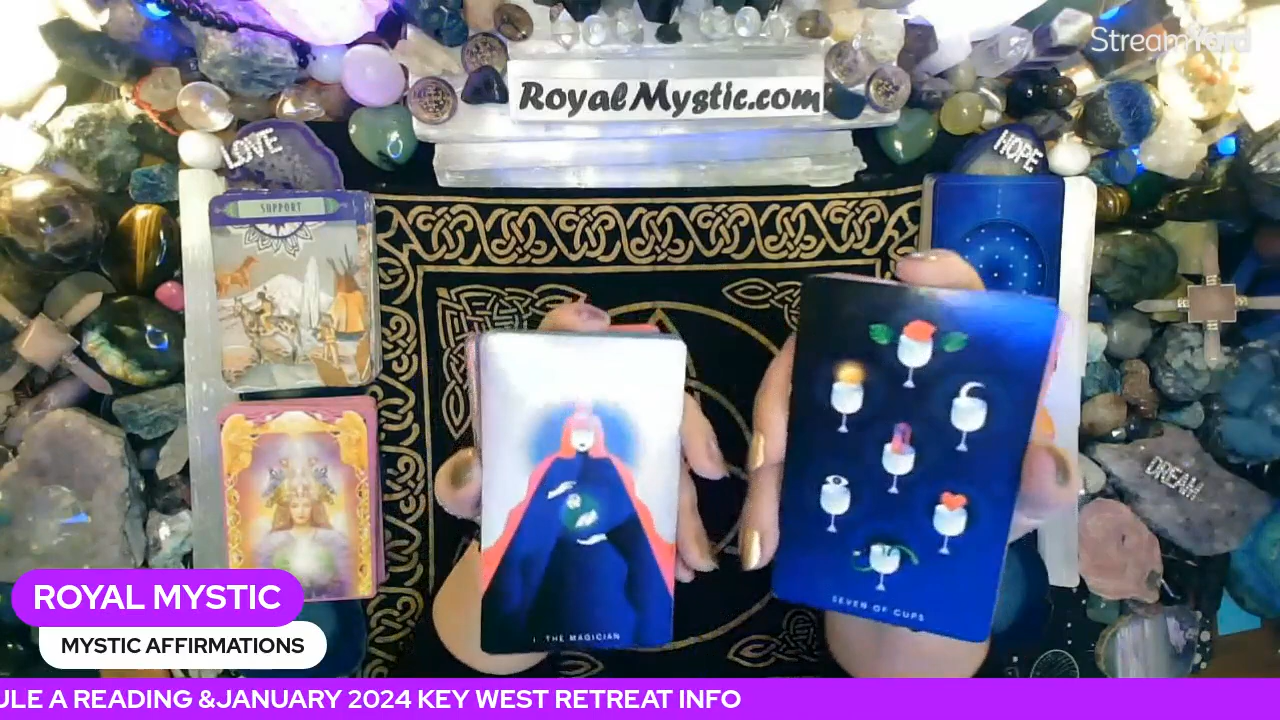 StreamYard
RoyalMystic.com
LOVE
HOPE
SUPPORT
DREAM
I THE MAGICIAN
SEVEN OF CUPS
ROYAL MYSTIC
MYSTIC AFFIRMATIONS
ULE A READING &JANUARY 2024 KEY WEST RETREAT INFO